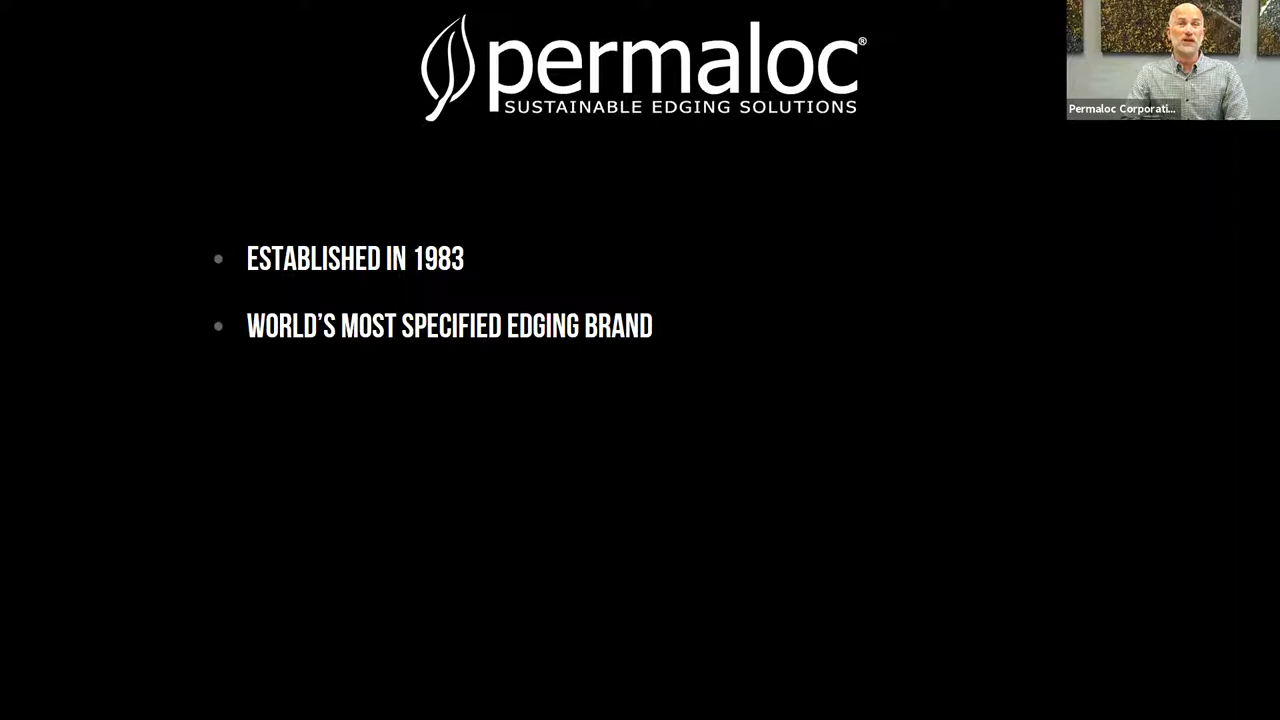 permaloc®
SUSTAINABLE EDGING SOLUTIONS
Permaloc Corporati...
• ESTABLISHED IN 1983
• WORLD'S MOST SPECIFIED EDGING BRAND